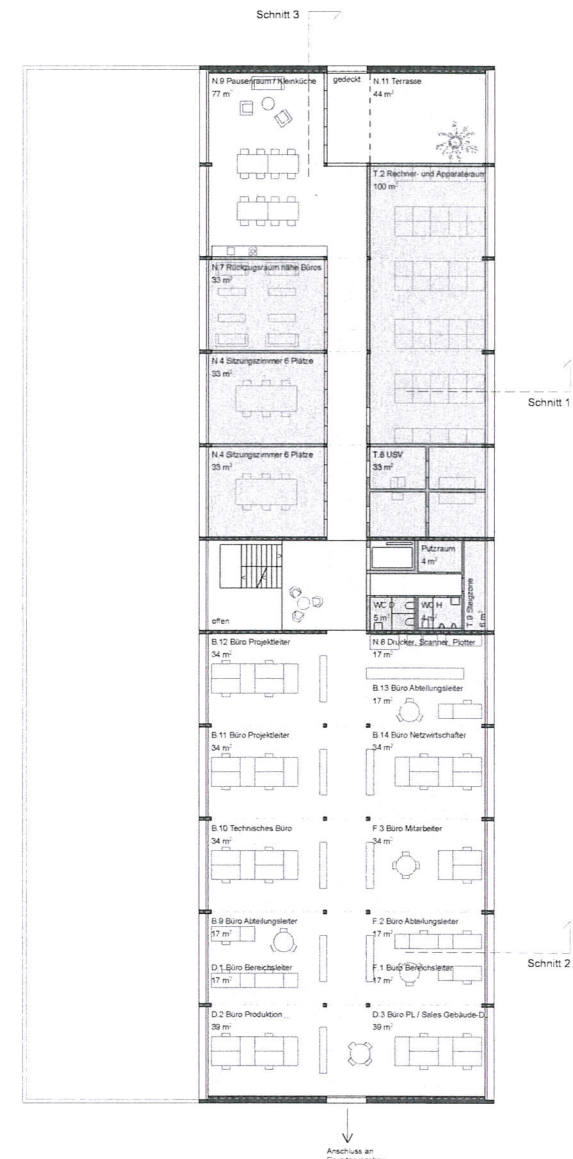 Schnitt 3
N.9 Pausenraum / Kleinküche
77 m²
gedeckt
N.11 Terrasse
44 m²
T.2 Rechner- und Apparateraum
100 m²
N.7 Rückzugsraum nähe Büros
33 m²
N.4 Sitzungszimmer 6 Plätze
33 m²
Schnitt 1
N.4 Sitzungszimmer 6 Plätze
33 m²
T.8 USV
33 m²
Putzraum
4 m²
T.9 Steigzone
6 m²
WC D
5 m²
WC H
4 m²
offen
B.12 Büro Projektleiter
34 m²
N.8 Drucker, Scanner, Plotter
17 m²
B.13 Büro Abteilungsleiter
17 m²
B.11 Büro Projektleiter
34 m²
B.14 Büro Netzwirtschafter
34 m²
B.10 Technisches Büro
34 m²
F.3 Büro Mitarbeiter
34 m²
B.9 Büro Abteilungsleiter
17 m²
F.2 Büro Abteilungsleiter
17 m²
Schnitt 2
D.1 Büro Bereichsleiter
17 m²
F.1 Büro Bereichsleiter
17 m²
D.2 Büro Produktion
39 m²
D.3 Büro PL / Sales Gebäude-D.
39 m²
Anschluss an